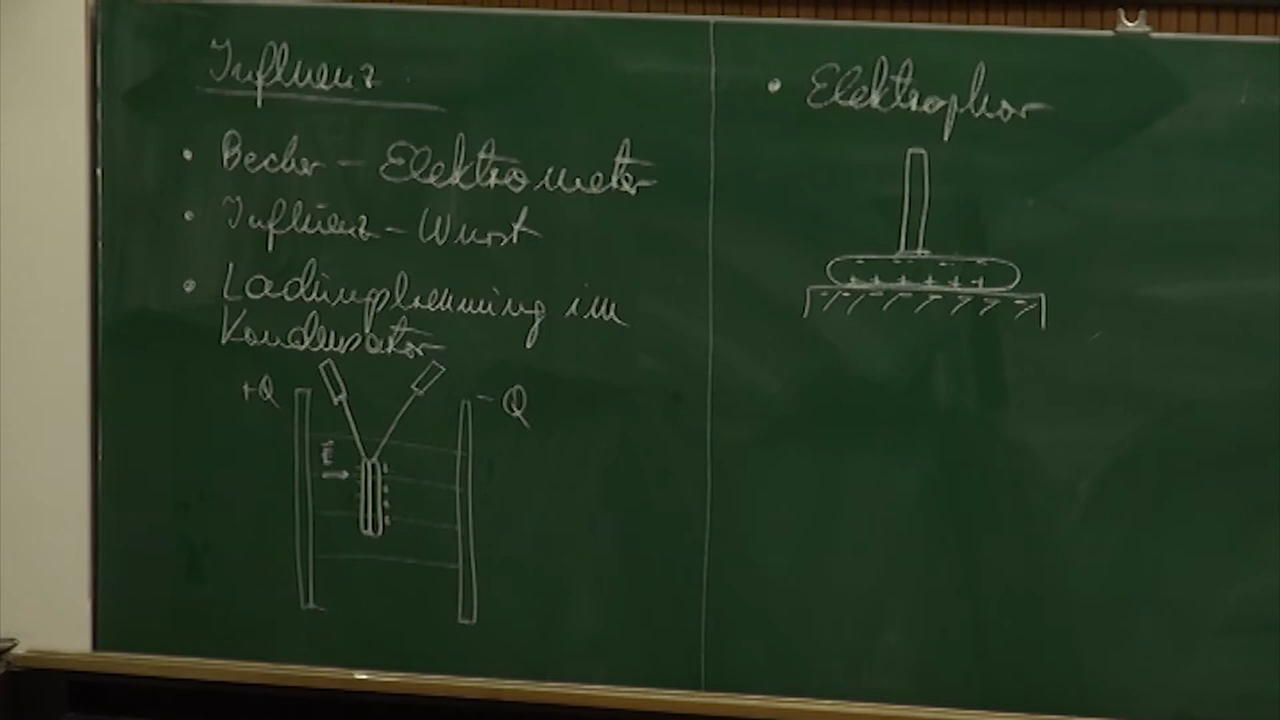 Influenz
• Becher - Elektrometer
• Influenz - Wurst
• Ladungstrennung im
Kondensator
+Q
- Q
E
• Elektrophor